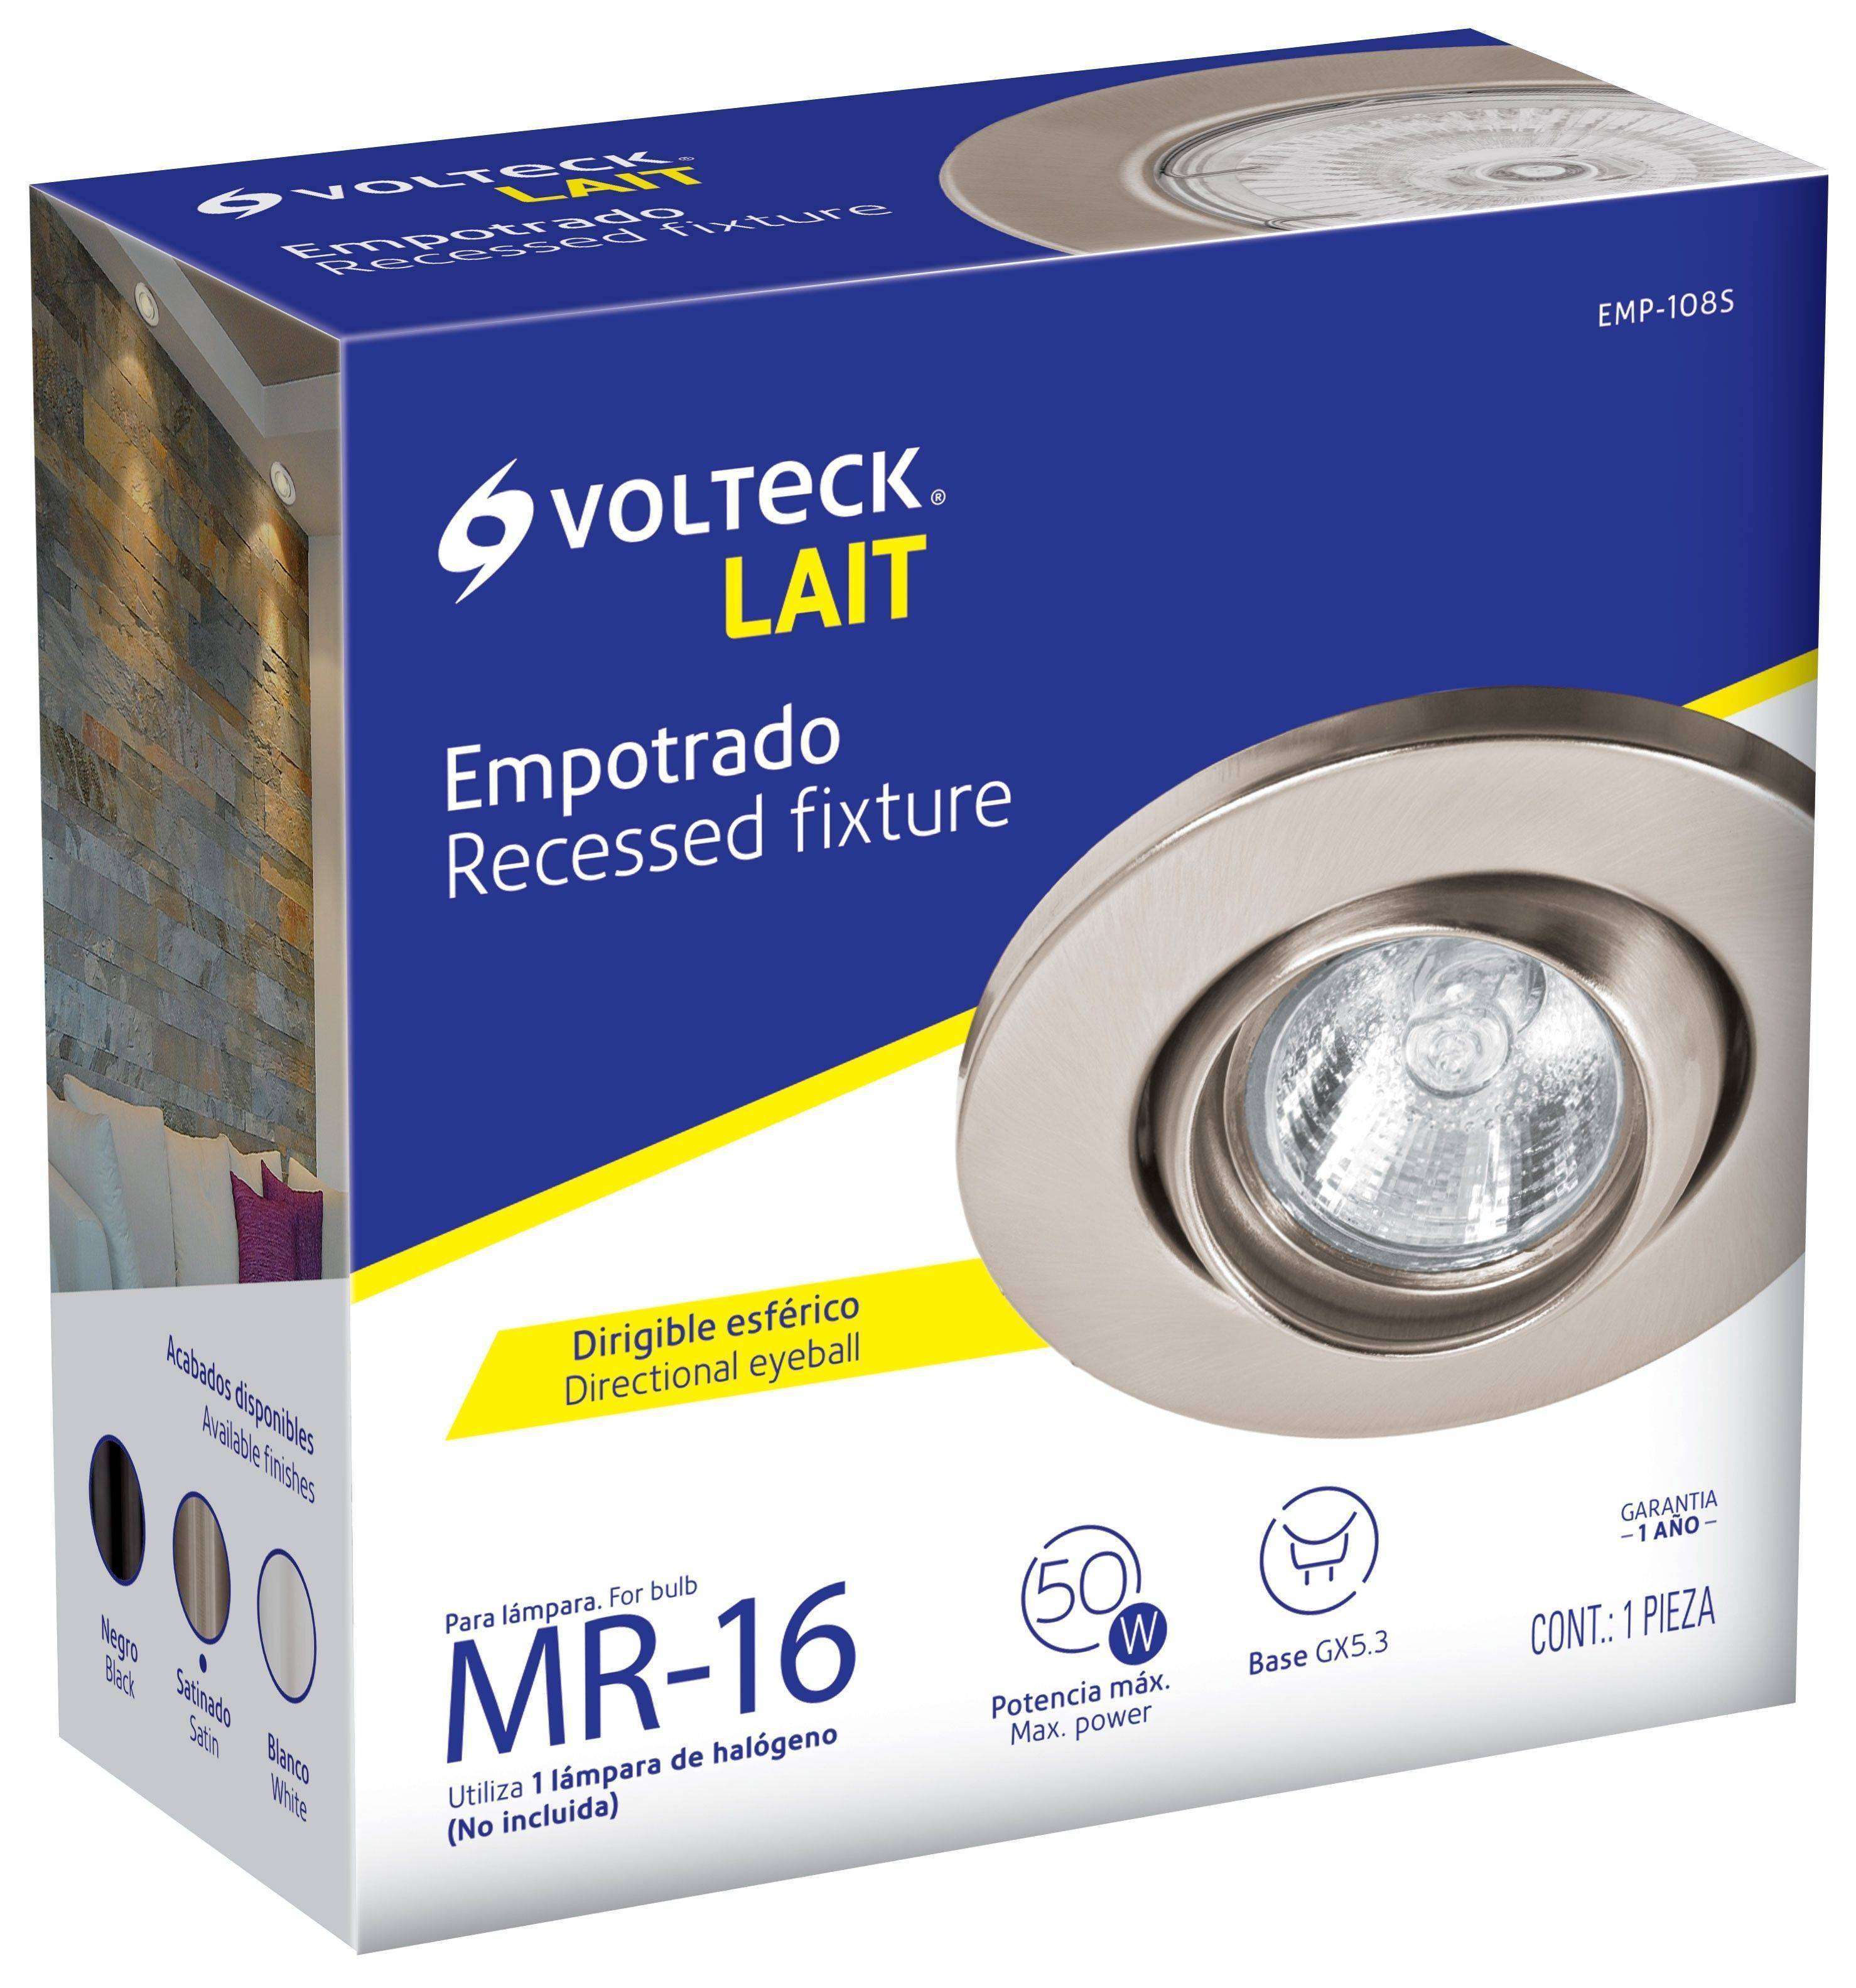 VOLTECK®
LAIT
Empotrado
Recessed fixture
EMP-108S
VOLTECK®
LAIT
Empotrado
Recessed fixture
Dirigible esférico
Directional eyeball
Para lámpara. For bulb
MR-16
Utiliza 1 lámpara de halógeno
(No incluida)
50
W
Potencia máx.
Max. power
Base GX5.3
GARANTIA
– 1 AÑO –
CONT.: 1 PIEZA
Acabados disponibles
Available finishes
Negro
Black
Satinado
Satin
Blanco
White